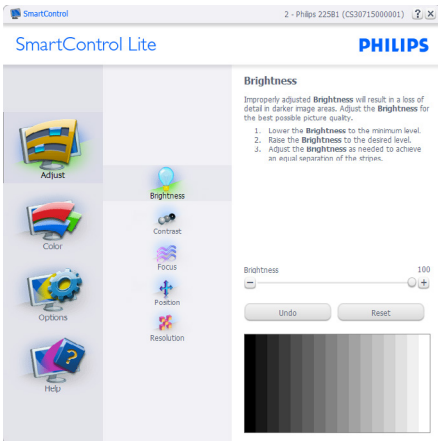 SmartControl
2 - Philips 225B1 (CS30715000001)
SmartControl Lite
PHILIPS
Adjust
Color
Options
Help
Brightness
Contrast
Focus
Position
Resolution
Brightness
Improperly adjusted Brightness will result in a loss of
detail in darker image areas. Adjust the Brightness for
the best possible picture quality.
1. Lower the Brightness to the minimum level.
2. Raise the Brightness to the desired level.
3. Adjust the Brightness as needed to achieve
an equal separation of the stripes.
Brightness 100
Undo
Reset